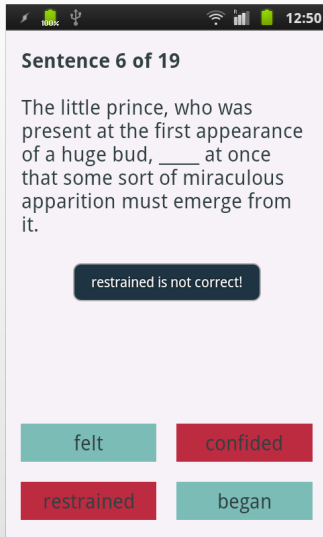 100%
R
12:50
Sentence 6 of 19
The little prince, who was
present at the first appearance
of a huge bud, ____ at once
that some sort of miraculous
apparition must emerge from
it.
restrained is not correct!
felt confided
restrained began